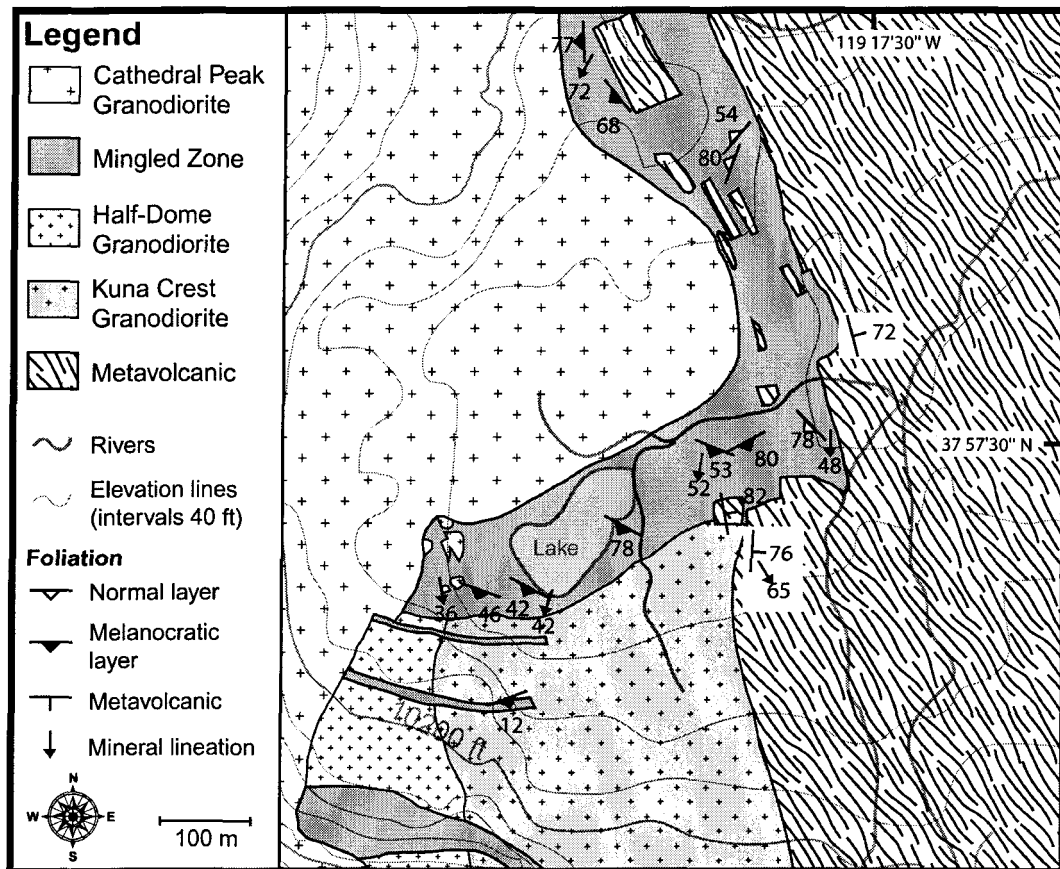 Legend
Cathedral Peak
Granodiorite
Mingled Zone
Half-Dome
Granodiorite
Kuna Crest
Granodiorite
Metavolcanic
Rivers
Elevation lines
(intervals 40 ft)
Foliation
Normal layer
Melanocratic
layer
Metavolcanic
Mineral lineation
N
W
E
S
100 m
119 17'30" W
77
72
68
54
80
72
37 57'30" N
78
48
80
53
52
82
78
Lake
76
65
36
46
42
42
12
10200 ft